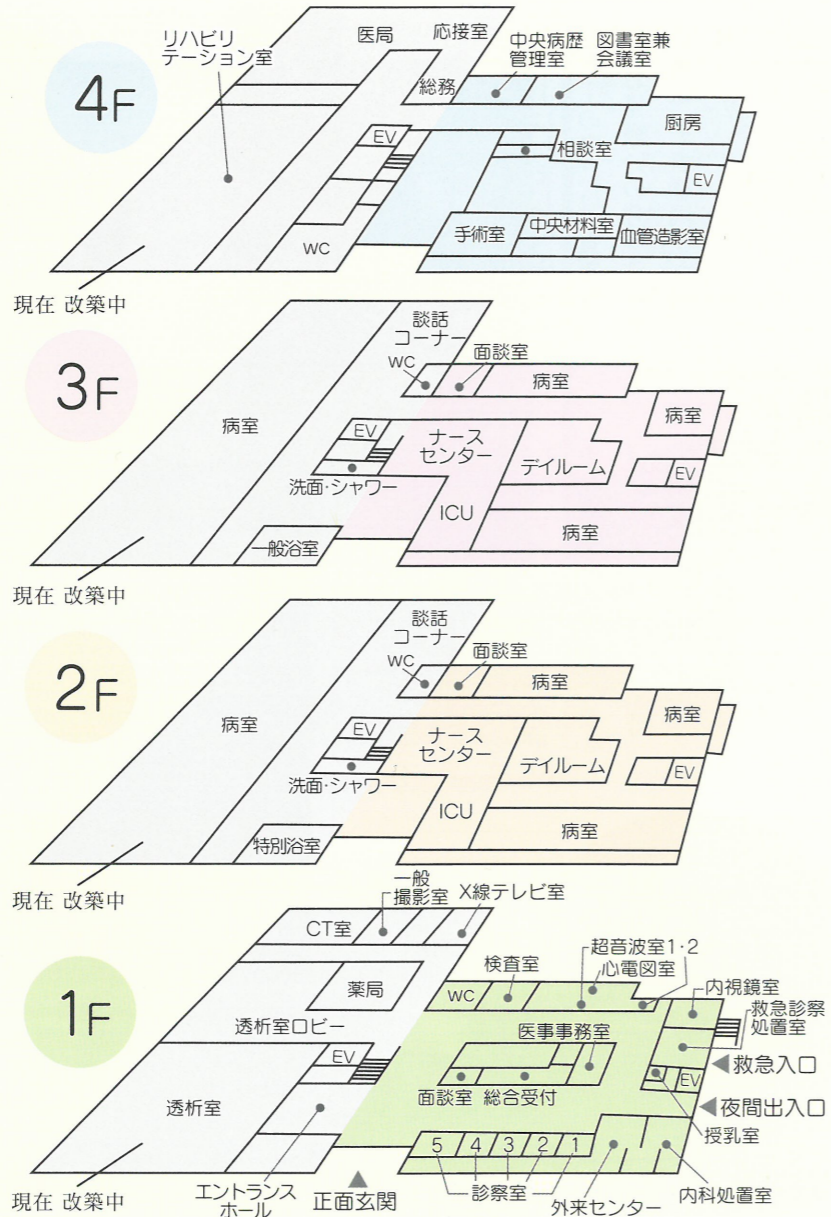 4F
リハビリ
テーション室
医局
応接室
総務
中央病歴
管理室
図書室兼
会議室
厨房
EV
相談室
EV
WC
手術室
中央材料室
血管造影室
現在 改築中
3F
談話
コーナー
WC
面談室
病室
病室
病室
EV
ナース
センター
デイルーム
EV
洗面・シャワー
ICU
病室
一般浴室
現在 改築中
2F
談話
コーナー
WC
面談室
病室
病室
病室
EV
ナース
センター
デイルーム
EV
洗面・シャワー
ICU
病室
特別浴室
現在 改築中
1F
一般
撮影室
X線テレビ室
CT室
超音波室1・2
心電図室
検査室
WC
内視鏡室
救急診察
処置室
薬局
医事事務室
透析室ロビー
EV
救急入口
面談室
総合受付
EV
夜間出入口
授乳室
透析室
5
4
3
2
1
診察室
エントランス
ホール
正面玄関
外来センター
内科処置室
現在 改築中